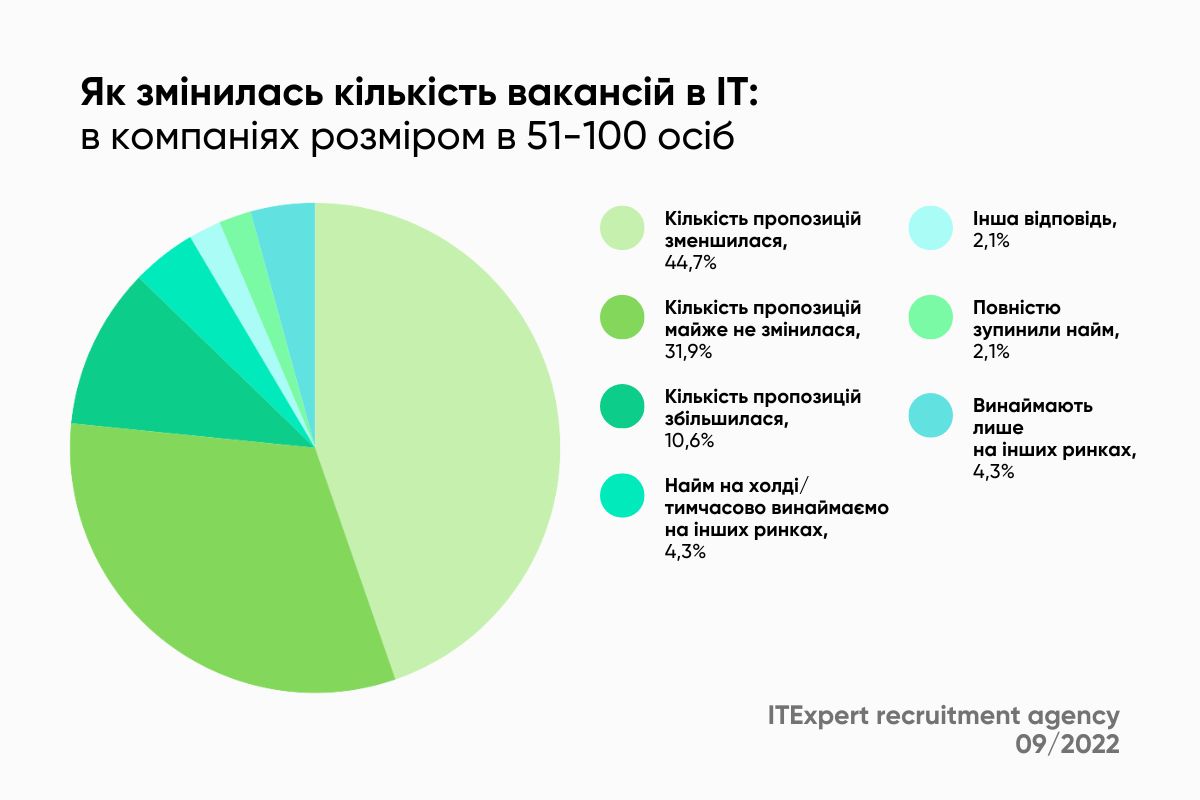 Як змінилась кількість вакансій в ІТ:
в компаніях розміром в 51-100 осіб
Кількість пропозицій
зменшилася,
44,7%
Кількість пропозицій
майже не змінилася,
31,9%
Кількість пропозицій
збільшилася,
10,6%
Найм на холді/
тимчасово винаймаємо
на інших ринках,
4,3%
Інша відповідь,
2,1%
Повністю
зупинили найм,
2,1%
Винаймають
лише
на інших ринках,
4,3%
ITExpert recruitment agency
09/2022